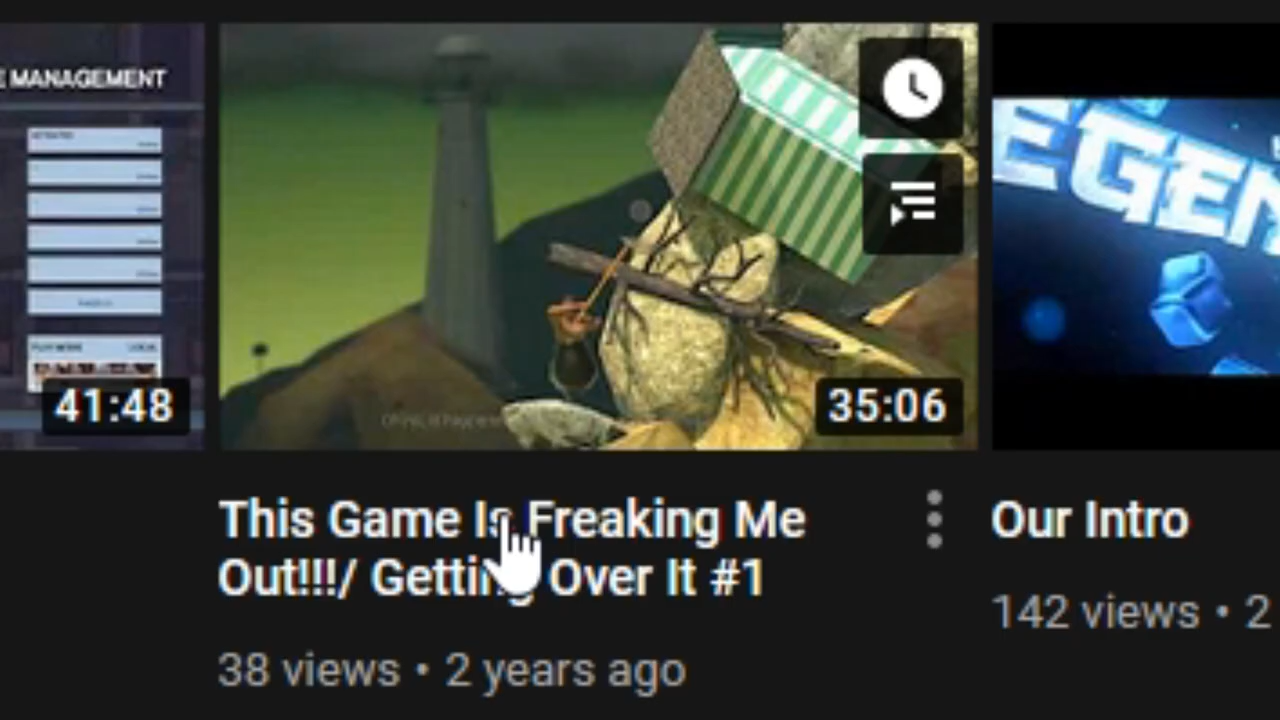 E MANAGEMENT
EGEN
41:48
35:06
This Game Is Freaking Me
Out!!!/ Getting Over It #1
38 views • 2 years ago
Our Intro
142 views • 2